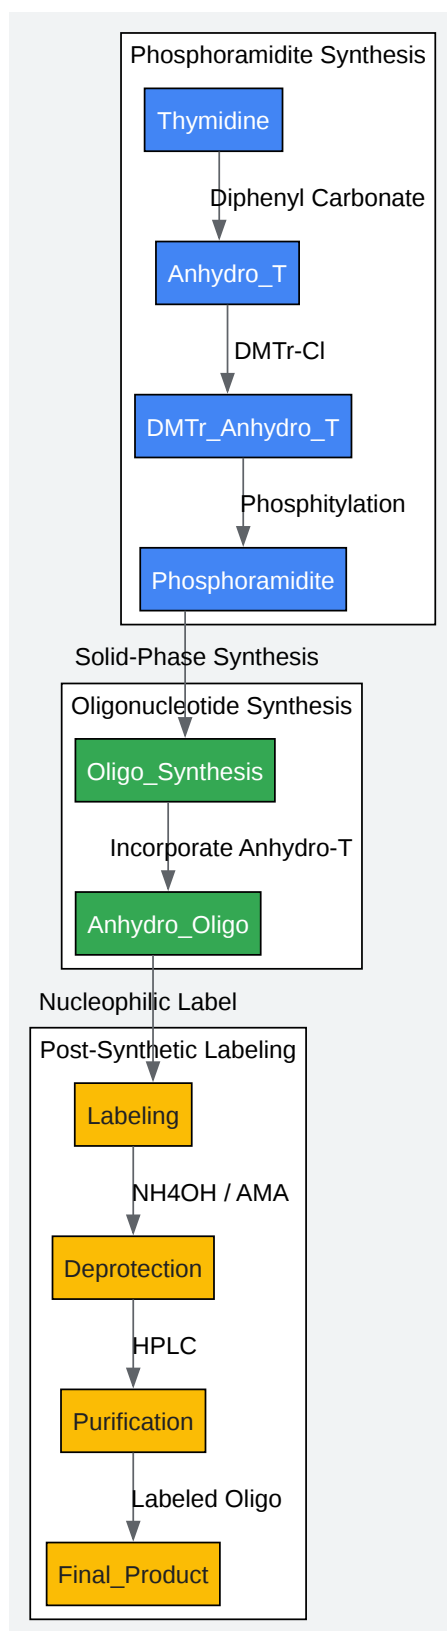 Phosphoramidite Synthesis
Thymidine
Diphenyl Carbonate
Anhydro_T
DMTr-Cl
DMTr_Anhydro_T
Phosphitylation
Phosphoramidite
Solid-Phase Synthesis
Oligonucleotide Synthesis
Oligo_Synthesis
Incorporate Anhydro-T
Anhydro_Oligo
Nucleophilic Label
Post-Synthetic Labeling
Labeling
NH4OH / AMA
Deprotection
HPLC
Purification
Labeled Oligo
Final_Product